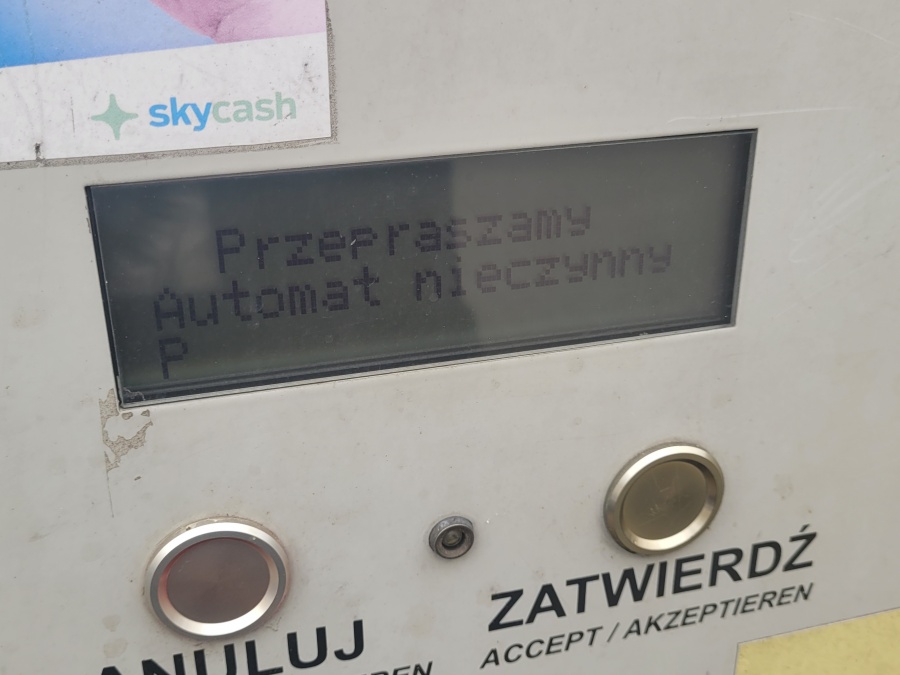 skycash
Przepraszamy
Automat nieczynny
P
ANULUJ
ZATWIERDŹ
ACCEPT / AKZEPTIEREN